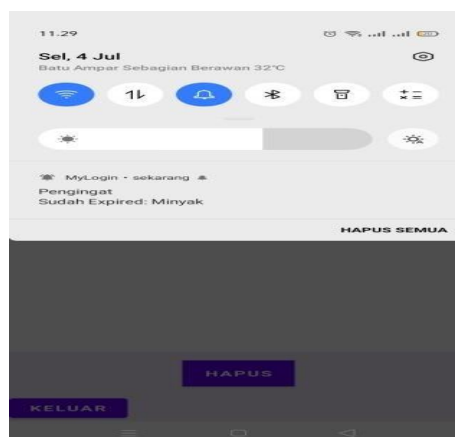 11.29
Sel, 4 Jul
Batu Ampar Sebagian Berawan 32°C
MyLogin • sekarang
Pengingat
Sudah Expired: Minyak
HAPUS SEMUA
HAPUS
KELUAR